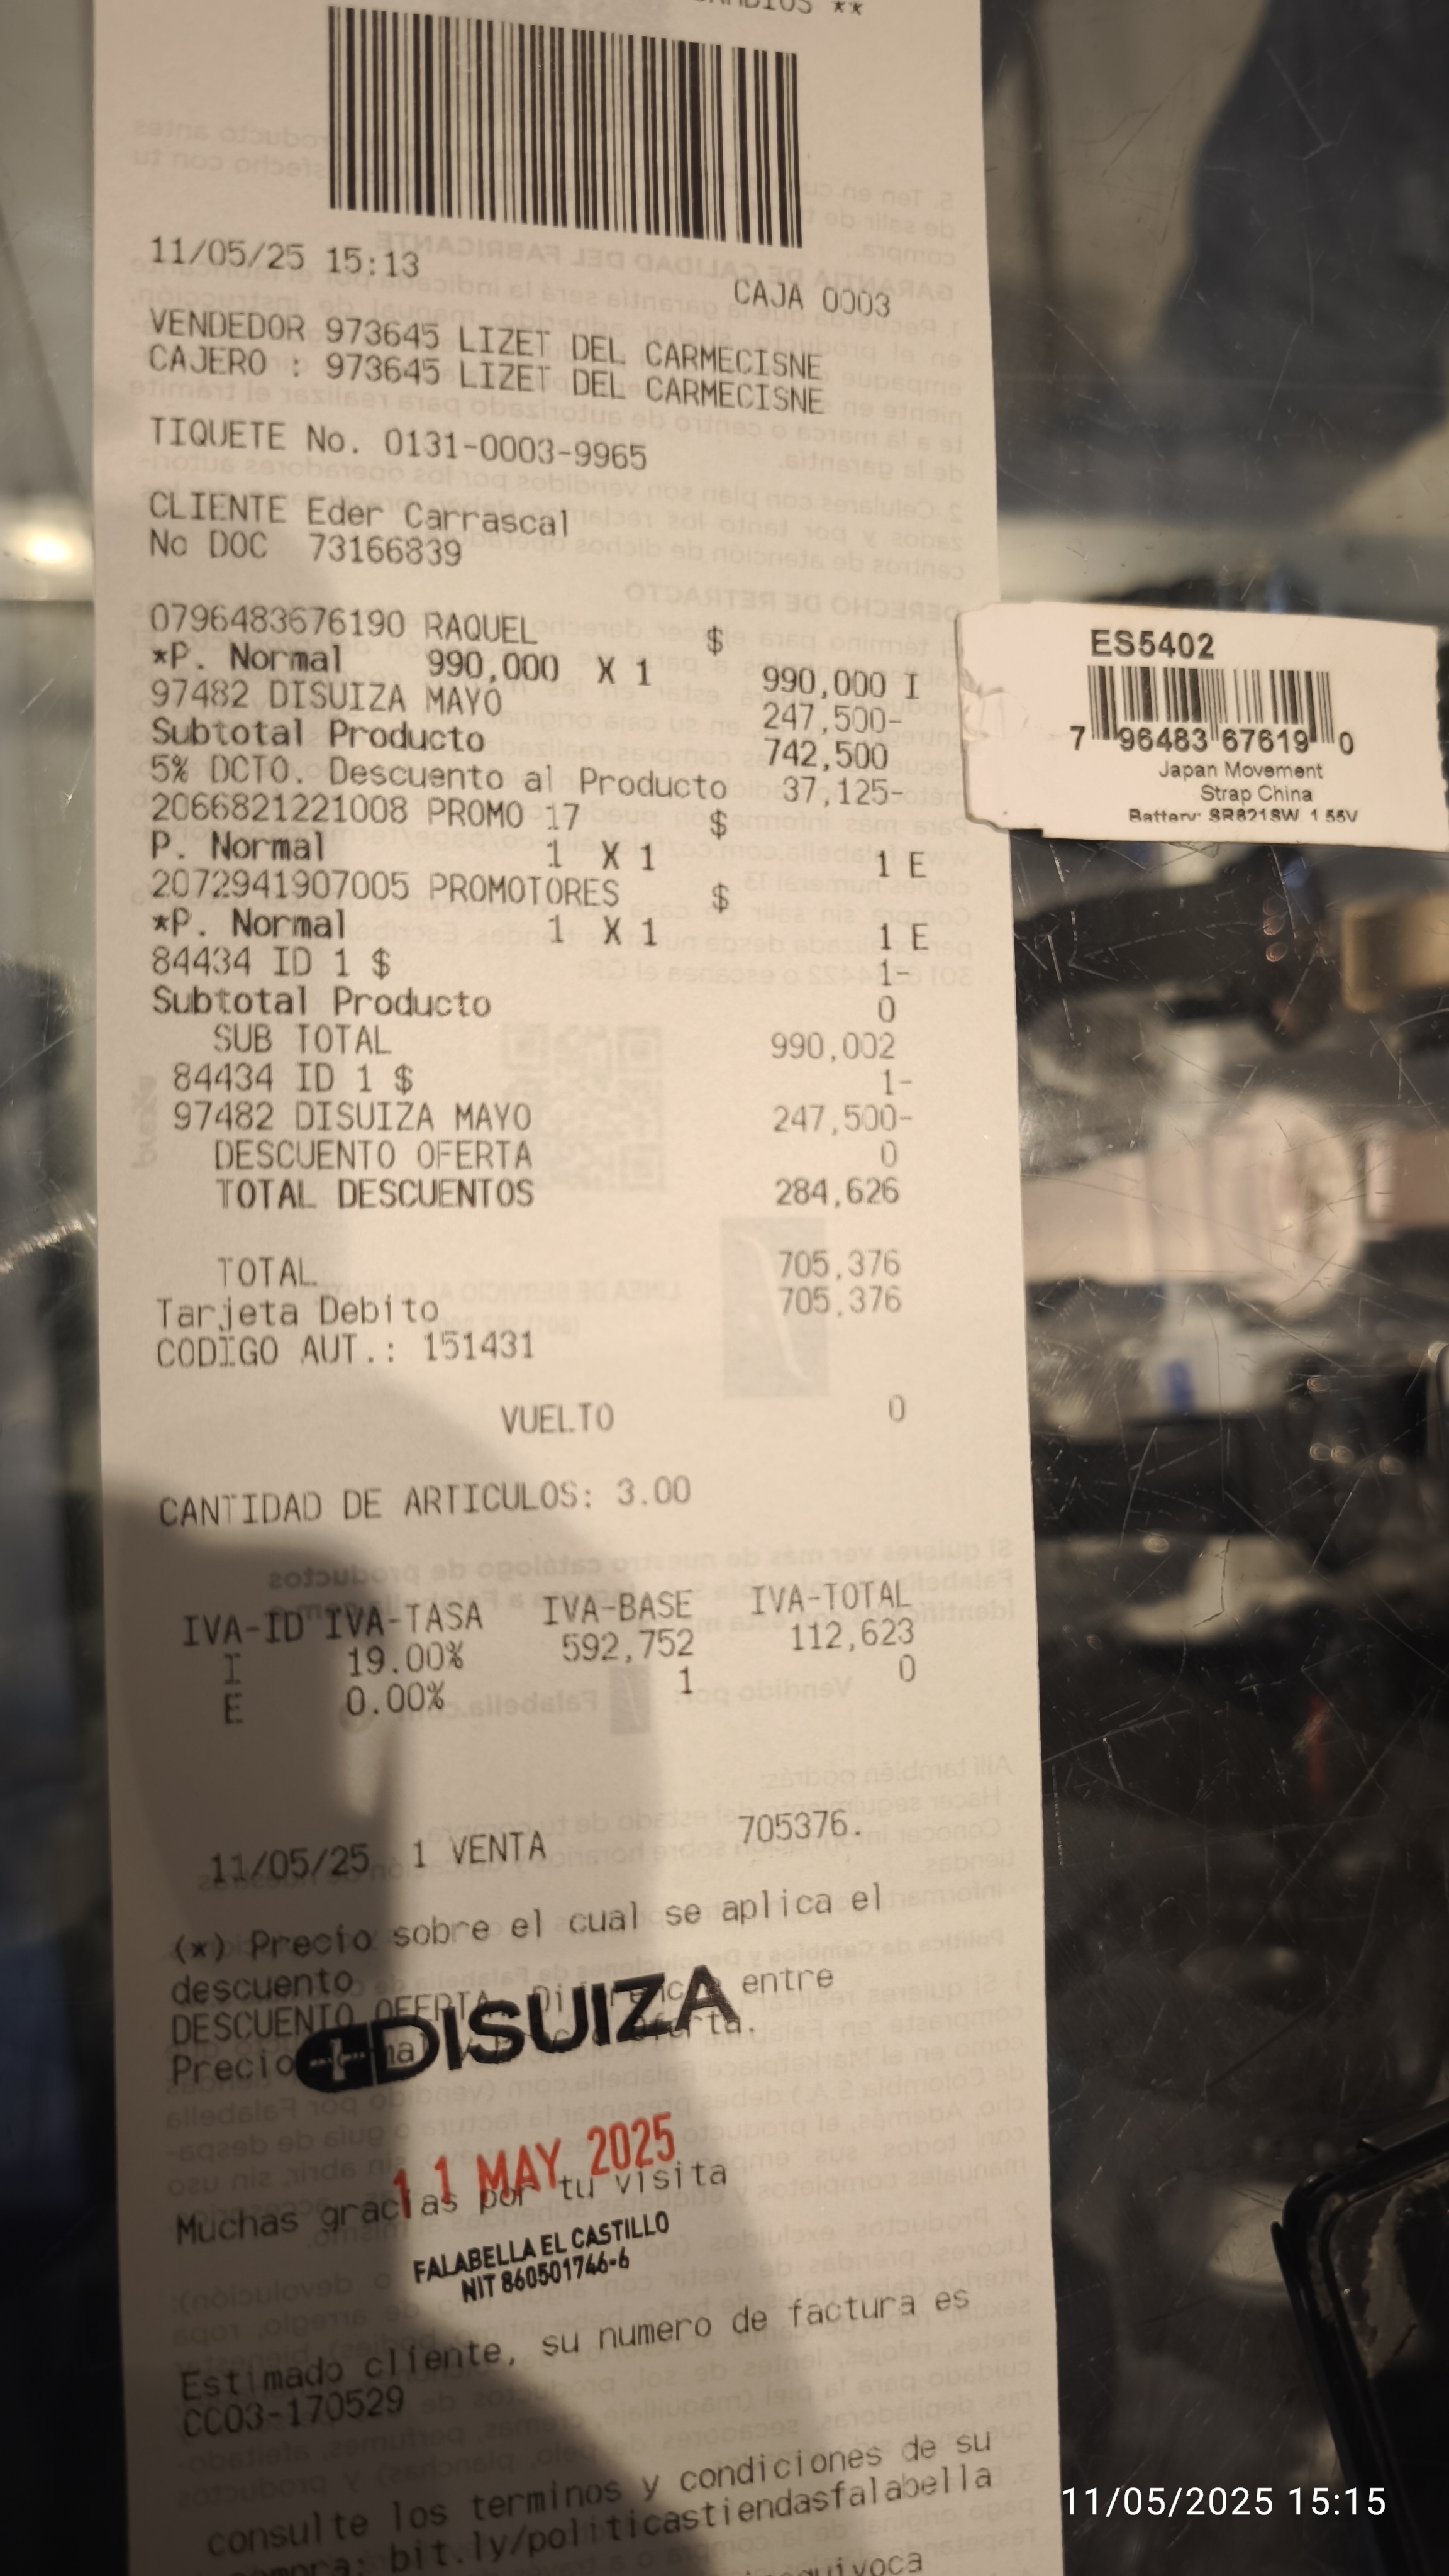 **
11/05/25 15:13
CAJA 0003
VENDEDOR 973645 LIZET DEL CARMECISNE
CAJERO : 973645 LIZET DEL CARMECISNE
TIQUETE No. 0131-0003-9965
CLIENTE Eder Carrascal
No DOC 73166839
0796483676190 RAQUEL $
*P. Normal 990,000 X 1 990,000 I
97482 DISUIZA MAYO 247,500-
Subtotal Producto 742,500
5% DCTO. Descuento al Producto 37,125-
2066821221008 PROMO 17 $
P. Normal 1 X 1 1 E
2072941907005 PROMOTORES $
*P. Normal 1 X 1 1 E
84434 ID 1 $ 1-
Subtotal Producto 0
SUB TOTAL 990,002
84434 ID 1 $ 1-
97482 DISUIZA MAYO 247,500-
DESCUENTO OFERTA 0
TOTAL DESCUENTOS 284,626
TOTAL 705,376
Tarjeta Debito 705,376
CODIGO AUT.: 151431
VUELTO 0
CANTIDAD DE ARTICULOS: 3.00
IVA-ID IVA-TASA IVA-BASE IVA-TOTAL
I 19.00% 592,752 112,623
E 0.00% 1 0
11/05/25 1 VENTA 705376.
(*) Precio sobre el cual se aplica el
descuento
DESCUENTO OFERTA: entre
Precio
DISUIZA
11 MAY 2025
Muchas gracias por tu visita
FALABELLA EL CASTILLO
NIT 860501746-6
Estimado cliente, su numero de factura es
CC03-170529
consulte los terminos y condiciones de su
bit.ly/politicastiendasfalabella
ES5402
7 96483 67619 0
Japan Movement
Strap China
Battery: SR621SW 1.55V
11/05/2025 15:15